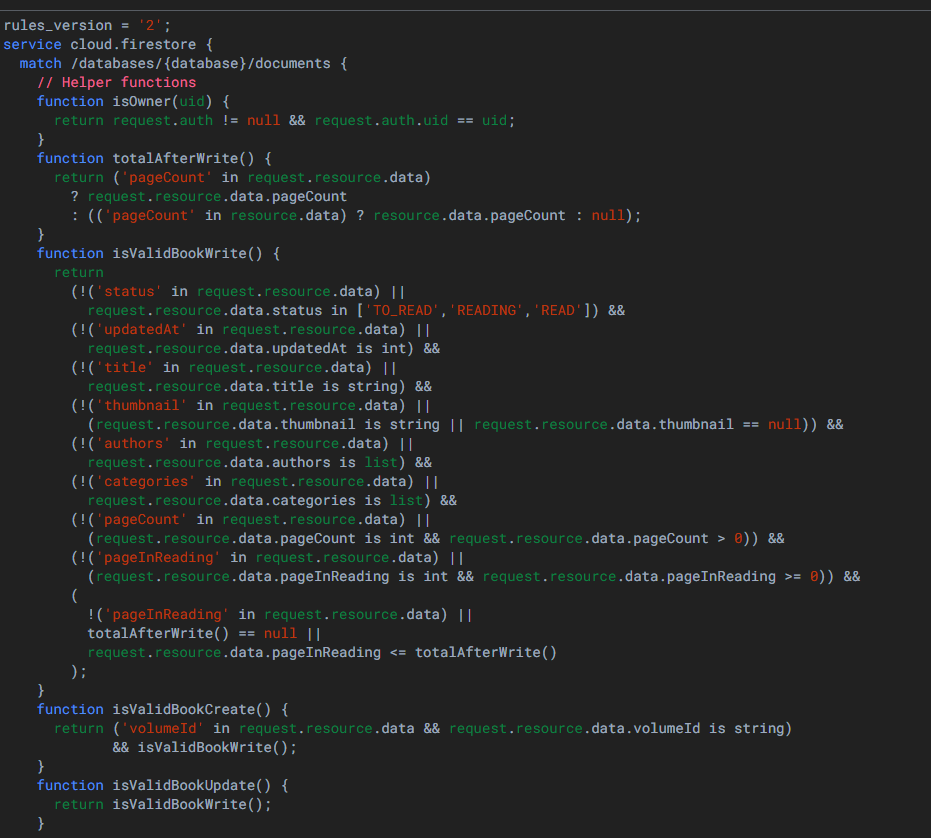 rules_version = '2';
service cloud.firestore {
  match /databases/{database}/documents {
    // Helper functions
    function isOwner(uid) {
      return request.auth != null && request.auth.uid == uid;
    }
    function totalAfterWrite() {
      return ('pageCount' in request.resource.data)
        ? request.resource.data.pageCount
        : (('pageCount' in resource.data) ? resource.data.pageCount : null);
    }
    function isValidBookWrite() {
      return
        (!('status' in request.resource.data) ||
          request.resource.data.status in ['TO_READ','READING','READ']) &&
        (!('updatedAt' in request.resource.data) ||
          request.resource.data.updatedAt is int) &&
        (!('title' in request.resource.data) ||
          request.resource.data.title is string) &&
        (!('thumbnail' in request.resource.data) ||
          (request.resource.data.thumbnail is string || request.resource.data.thumbnail == null)) &&
        (!('authors' in request.resource.data) ||
          request.resource.data.authors is list) &&
        (!('categories' in request.resource.data) ||
          request.resource.data.categories is list) &&
        (!('pageCount' in request.resource.data) ||
          (request.resource.data.pageCount is int && request.resource.data.pageCount > 0)) &&
        (!('pageInReading' in request.resource.data) ||
          (request.resource.data.pageInReading is int && request.resource.data.pageInReading >= 0)) &&
        (
          !('pageInReading' in request.resource.data) ||
          totalAfterWrite() == null ||
          request.resource.data.pageInReading <= totalAfterWrite()
        );
    }
    function isValidBookCreate() {
      return ('volumeId' in request.resource.data && request.resource.data.volumeId is string)
             && isValidBookWrite();
    }
    function isValidBookUpdate() {
      return isValidBookWrite();
    }